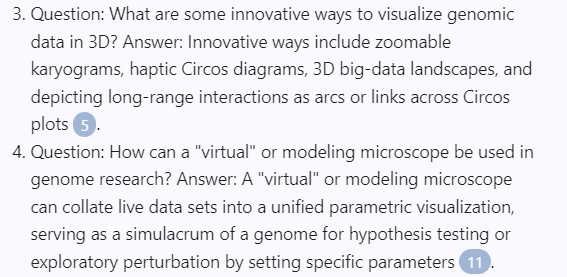 3. Question: What are some innovative ways to visualize genomic
data in 3D? Answer: Innovative ways include zoomable
karyograms, haptic Circos diagrams, 3D big-data landscapes, and
depicting long-range interactions as arcs or links across Circos
plots 5.
4. Question: How can a "virtual" or modeling microscope be used in
genome research? Answer: A "virtual" or modeling microscope
can collate live data sets into a unified parametric visualization,
serving as a simulacrum of a genome for hypothesis testing or
exploratory perturbation by setting specific parameters 11.